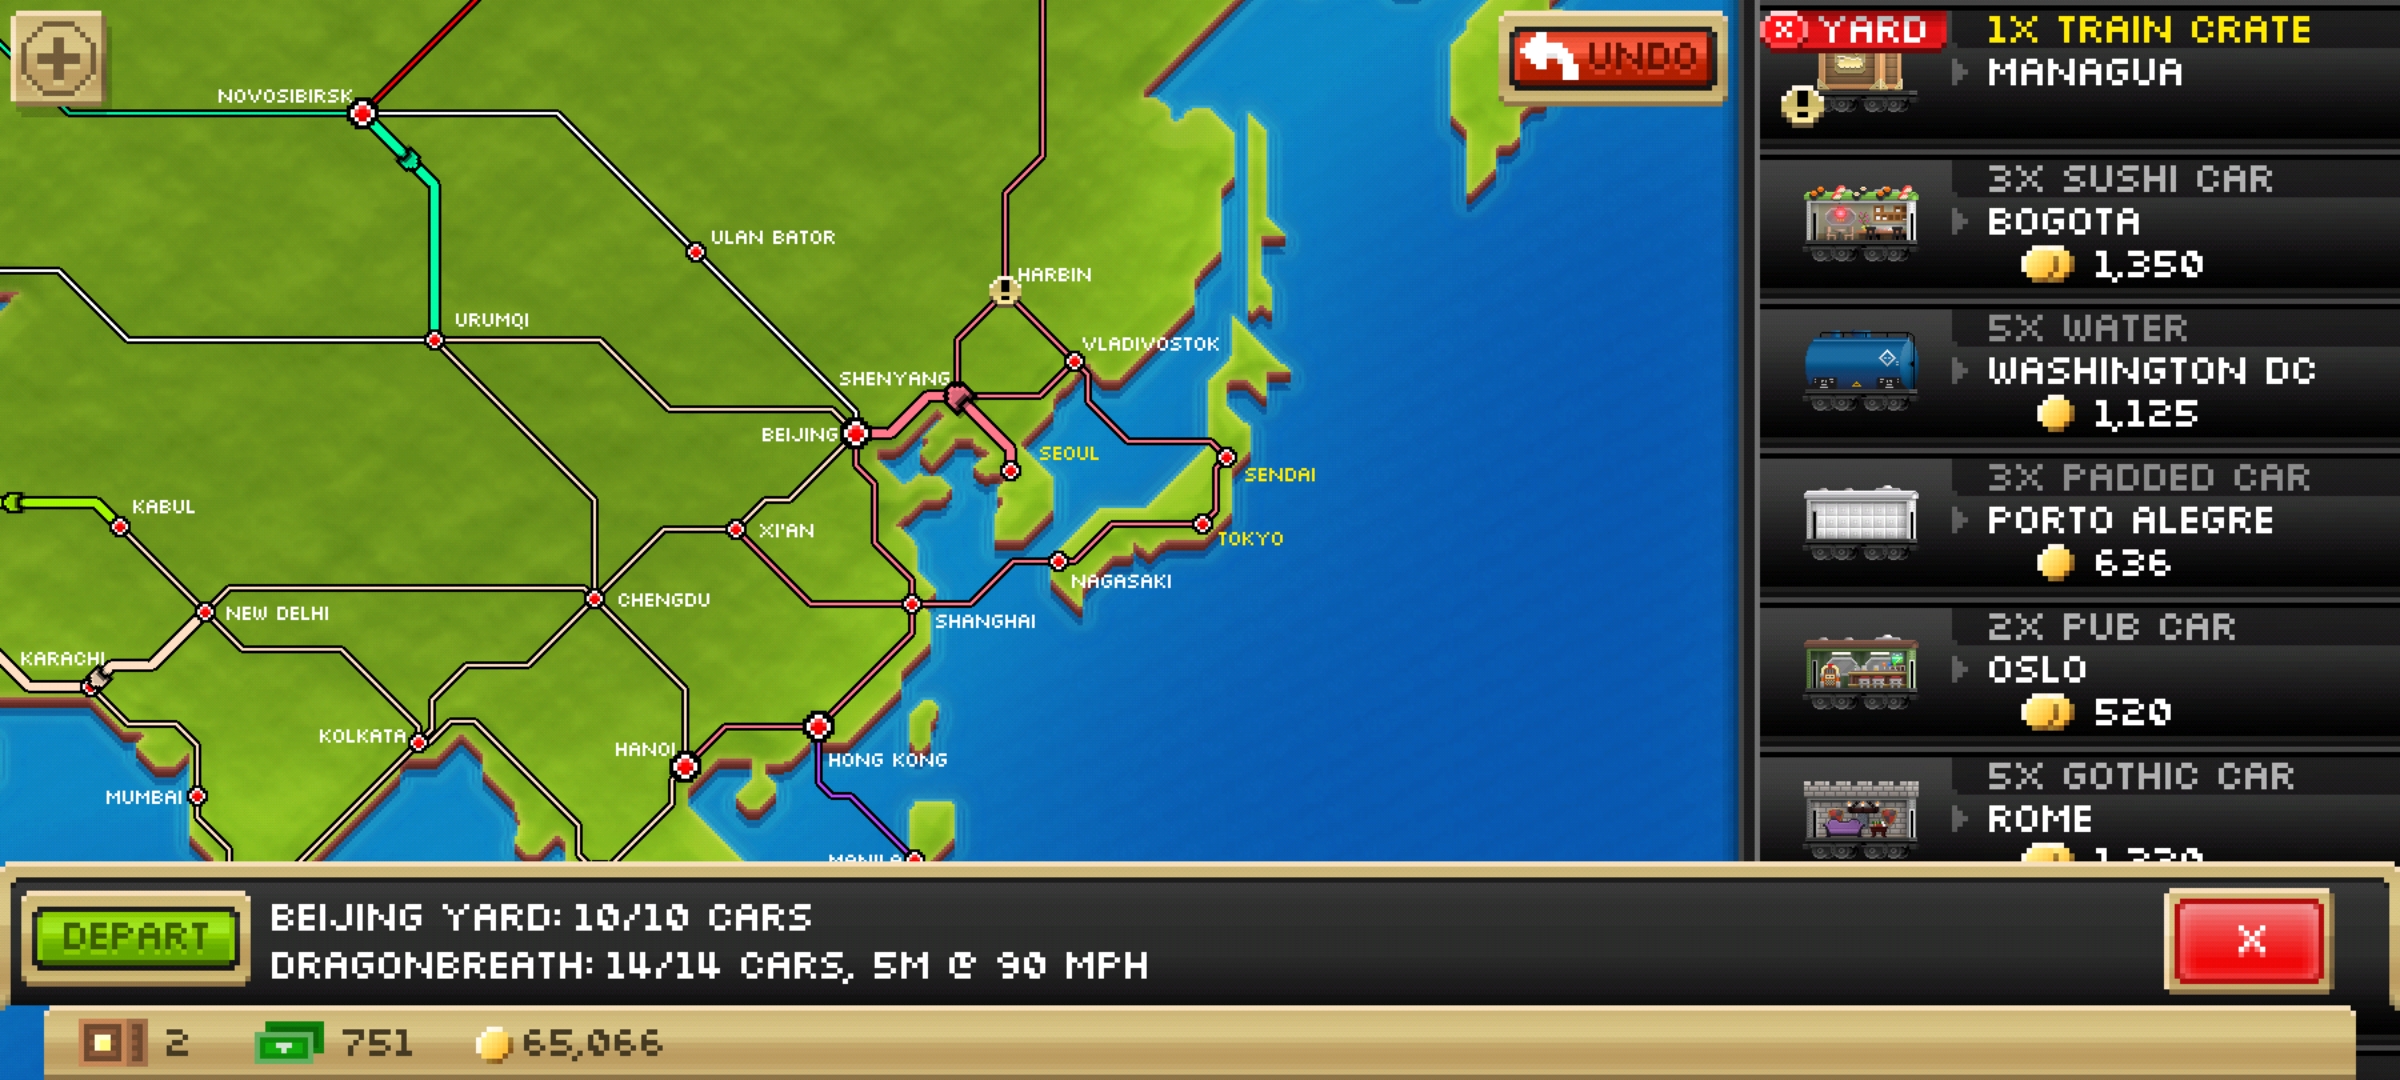 UNDO
NOVOSIBIRSK
ULAN BATOR
HARBIN
URUMQI
VLADIVOSTOK
SHENYANG
BEIJING
SEOUL
SENDAI
KABUL
XI'AN
TOKYO
NAGASAKI
CHENGDU
NEW DELHI
SHANGHAI
KARACHI
KOLKATA
HANOI
HONG KONG
MUMBAI
MANILA
YARD
1X TRAIN CRATE
MANAGUA
3X SUSHI CAR
BOGOTA
1,350
5X WATER
WASHINGTON DC
1,125
3X PADDED CAR
PORTO ALEGRE
636
2X PUB CAR
OSLO
520
5X GOTHIC CAR
ROME
DEPART
BEIJING YARD: 10/10 CARS
DRAGONBREATH: 14/14 CARS, 5M @ 90 MPH
X
2
751
65,066